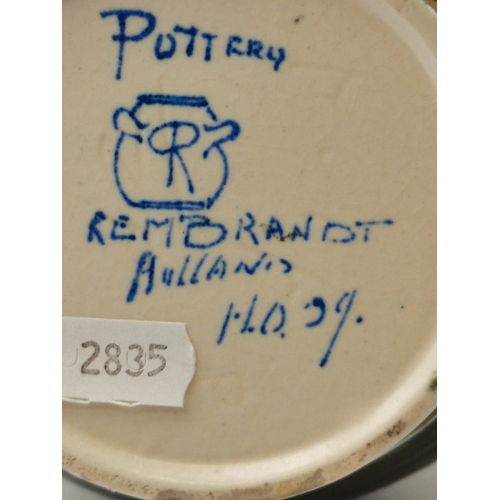 POTTERY
R
REMBRANDT
HOLLAND
H.D. 39.
2835